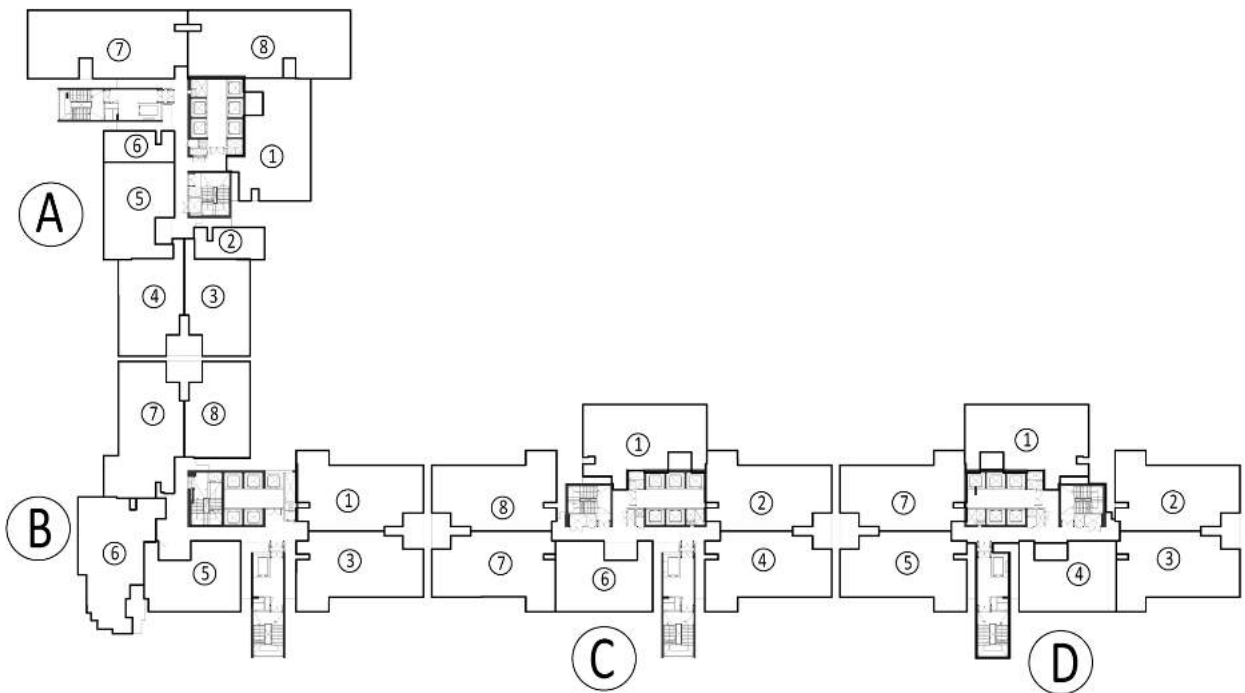 ⑦ ⑧
⑥ ①
A ⑤
②
④ ③
⑦ ⑧
① ①
B ① ⑧ ② ⑦ ②
⑥ ⑤ ③ ⑦ ⑥ ④ ⑤ ④ ③
C D